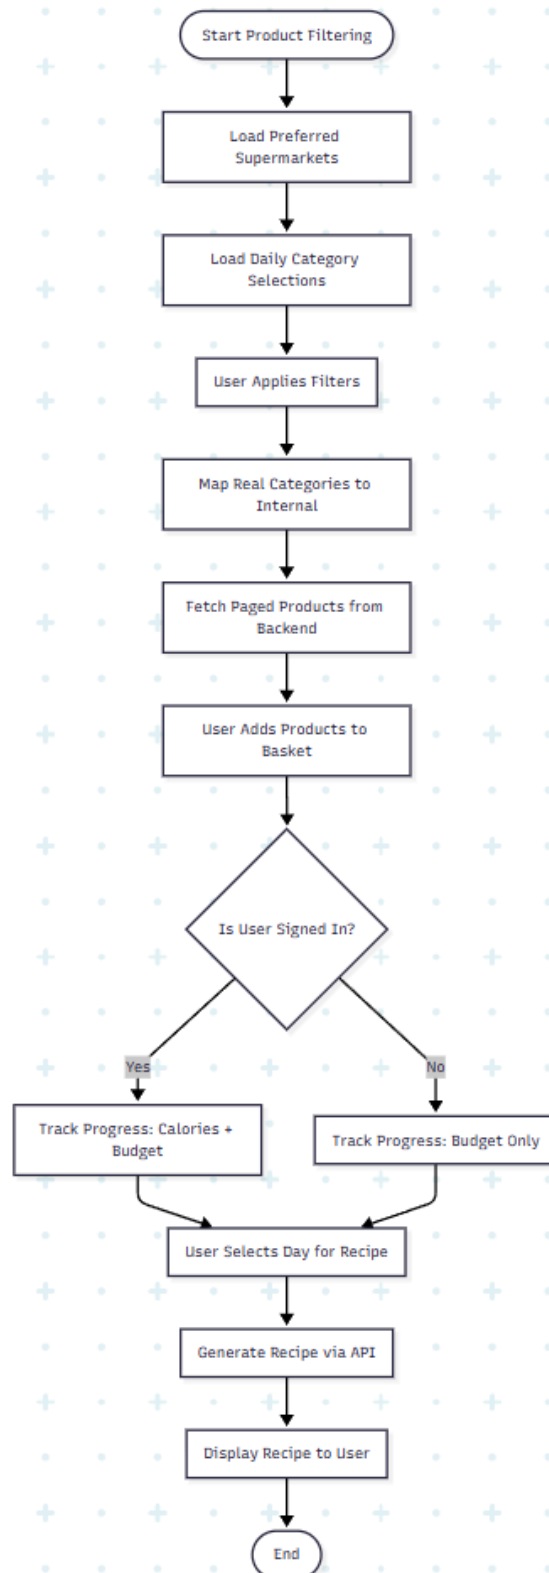 Start Product Filtering
Load Preferred
Supermarkets
Load Daily Category
Selections
User Applies Filters
Map Real Categories to
Internal
Fetch Paged Products from
Backend
User Adds Products to
Basket
Is User Signed In?
Yes
No
Track Progress: Calories +
Budget
Track Progress: Budget Only
User Selects Day for Recipe
Generate Recipe via API
Display Recipe to User
End